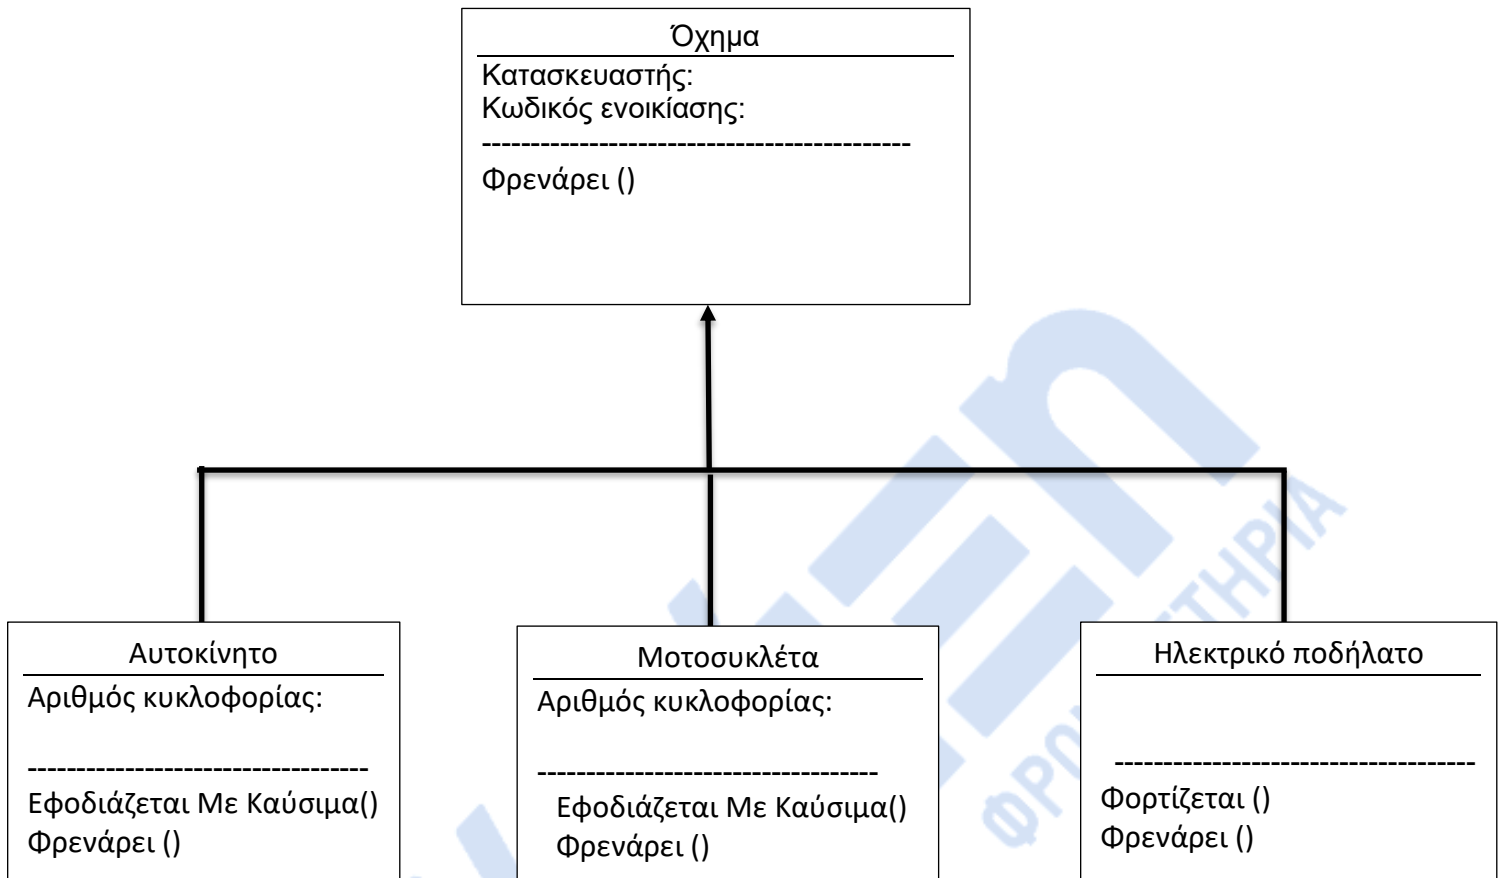 Όχημα
Κατασκευαστής:
Κωδικός ενοικίασης:
--------------------------------------------
Φρενάρει ()
Αυτοκίνητο
Αριθμός κυκλοφορίας:
-----------------------------------
Εφοδιάζεται Με Καύσιμα()
Φρενάρει ()
Μοτοσυκλέτα
Αριθμός κυκλοφορίας:
-----------------------------------
Εφοδιάζεται Με Καύσιμα()
Φρενάρει ()
Ηλεκτρικό ποδήλατο
-------------------------------------
Φορτίζεται ()
Φρενάρει ()